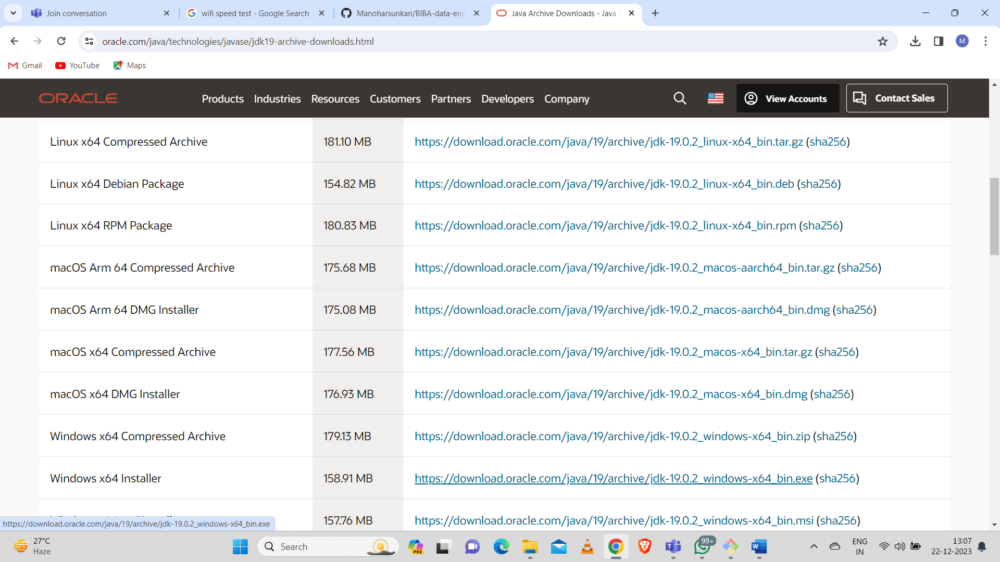 Join conversation
wifi speed test - Google Search
Manoharsunkari/BIBA-data-eng
Java Archive Downloads - Java S
oracle.com/java/technologies/javase/jdk19-archive-downloads.html
M
Gmail
YouTube
Maps
ORACLE
Products
Industries
Resources
Customers
Partners
Developers
Company
View Accounts
Contact Sales
Linux x64 Compressed Archive 181.10 MB https://download.oracle.com/java/19/archive/jdk-19.0.2_linux-x64_bin.tar.gz (sha256)
Linux x64 Debian Package 154.82 MB https://download.oracle.com/java/19/archive/jdk-19.0.2_linux-x64_bin.deb (sha256)
Linux x64 RPM Package 180.83 MB https://download.oracle.com/java/19/archive/jdk-19.0.2_linux-x64_bin.rpm (sha256)
macOS Arm 64 Compressed Archive 175.68 MB https://download.oracle.com/java/19/archive/jdk-19.0.2_macos-aarch64_bin.tar.gz (sha256)
macOS Arm 64 DMG Installer 175.08 MB https://download.oracle.com/java/19/archive/jdk-19.0.2_macos-aarch64_bin.dmg (sha256)
macOS x64 Compressed Archive 177.56 MB https://download.oracle.com/java/19/archive/jdk-19.0.2_macos-x64_bin.tar.gz (sha256)
macOS x64 DMG Installer 176.93 MB https://download.oracle.com/java/19/archive/jdk-19.0.2_macos-x64_bin.dmg (sha256)
Windows x64 Compressed Archive 179.13 MB https://download.oracle.com/java/19/archive/jdk-19.0.2_windows-x64_bin.zip (sha256)
Windows x64 Installer 158.91 MB https://download.oracle.com/java/19/archive/jdk-19.0.2_windows-x64_bin.exe (sha256)
157.76 MB https://download.oracle.com/java/19/archive/jdk-19.0.2_windows-x64_bin.msi (sha256)
https://download.oracle.com/java/19/archive/jdk-19.0.2_windows-x64_bin.exe
27°C
Haze
Search
PRE
99+
W
ENG
IN
13:07
22-12-2023